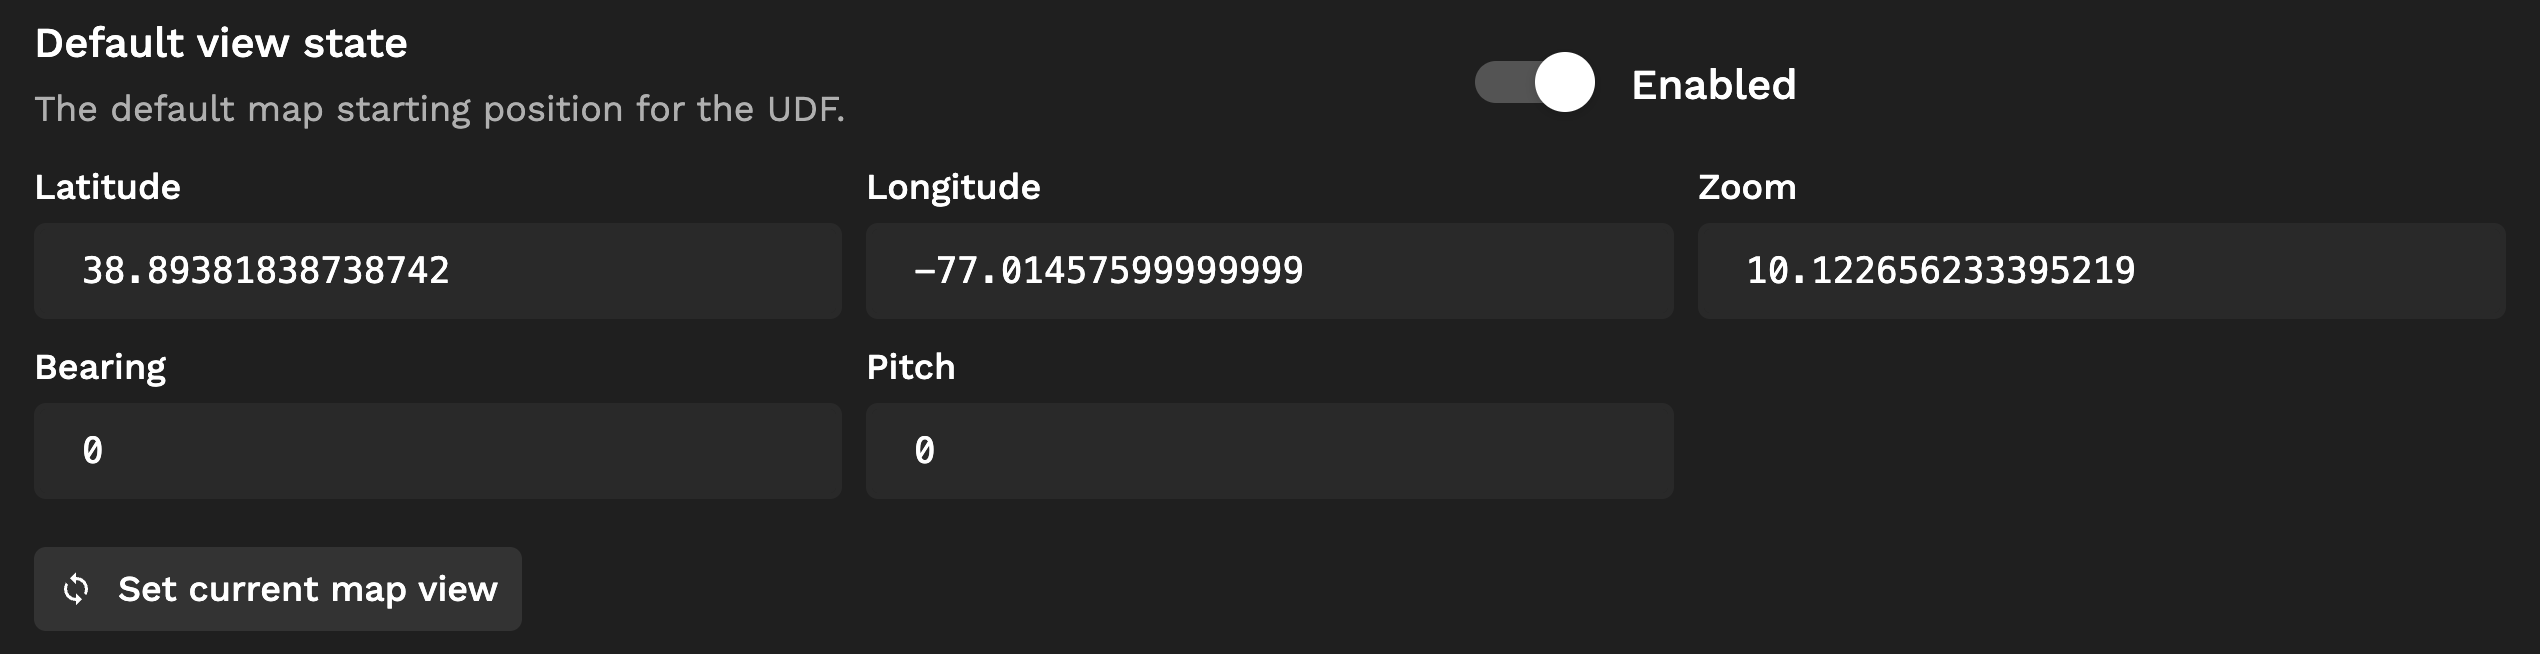 Default view state
Enabled
The default map starting position for the UDF.
Latitude
Longitude
Zoom
38.89381838738742
-77.01457599999999
10.122656233395219
Bearing
Pitch
0
0
Set current map view